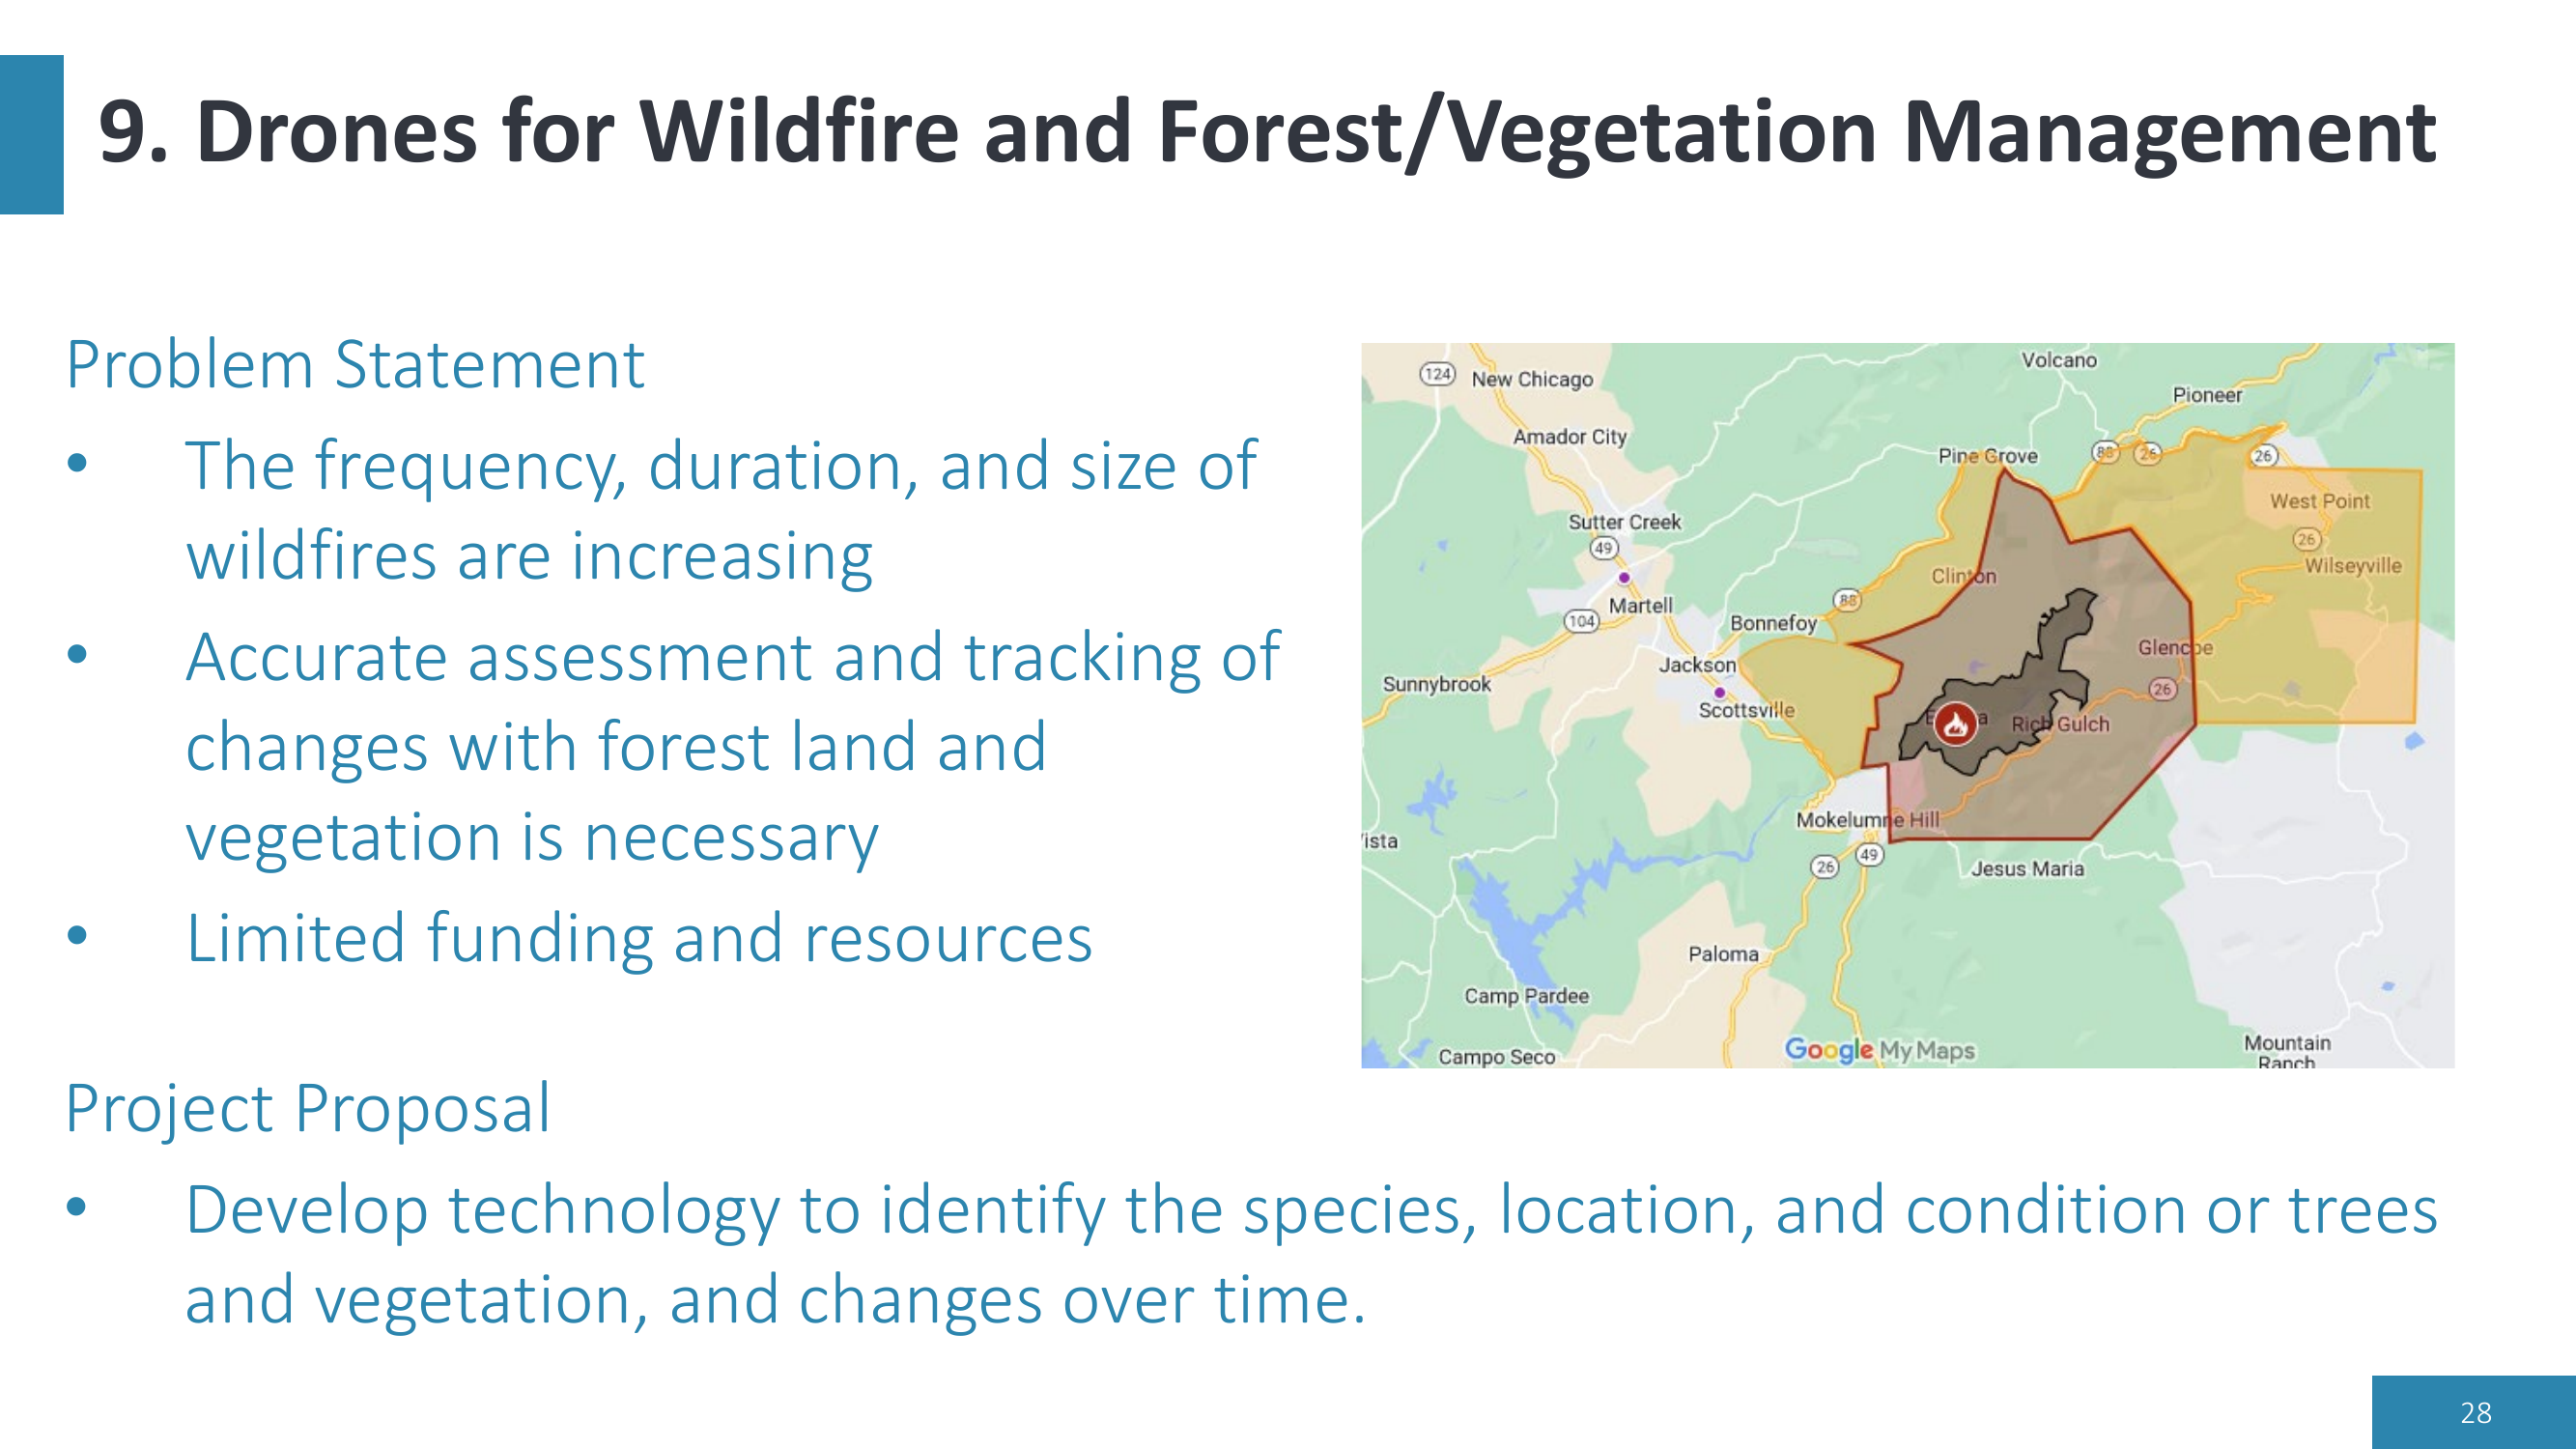 9. Drones for Wildfire and Forest/Vegetation Management
Problem Statement
• The frequency, duration, and size of
wildfires are increasing
• Accurate assessment and tracking of
changes with forest land and
vegetation is necessary
• Limited funding and resources
Project Proposal
• Develop technology to identify the species, location, and condition or trees
and vegetation, and changes over time.
124
New Chicago
Volcano
Pioneer
Amador City
Pine Grove
88
26
26
West Point
Sutter Creek
49
26
Wilseyville
Clinton
88
Martell
104
Bonnefoy
Glencoe
Jackson
Sunnybrook
26
Scottsville
Rich Gulch
Mokelumne Hill
ista
49
26
Jesus Maria
Paloma
Camp Pardee
Google My Maps
Mountain
Ranch
Campo Seco
28